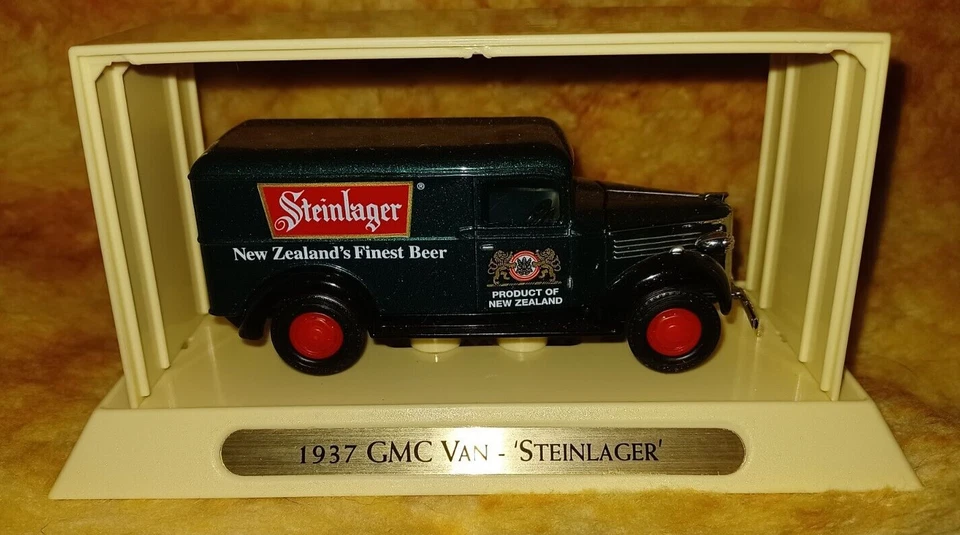 Steinlager®
New Zealand's Finest Beer
PRODUCT OF
NEW ZEALAND
1937 GMC VAN - 'STEINLAGER'